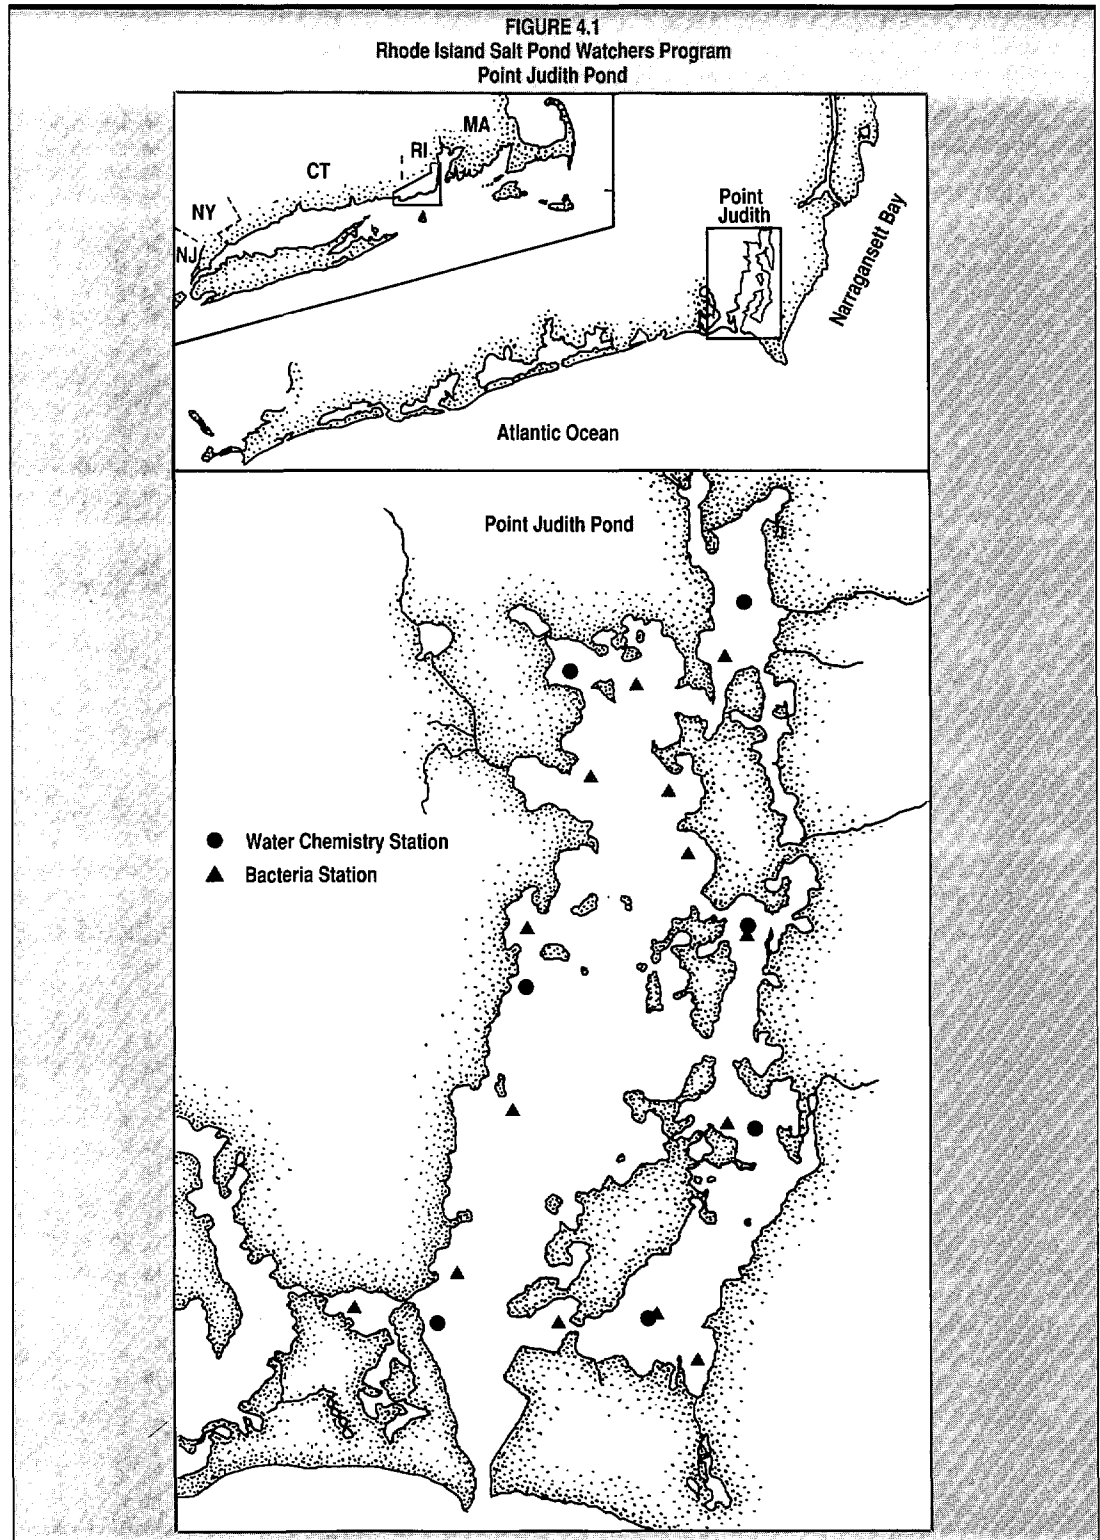 FIGURE 4.1
Rhode Island Salt Pond Watchers Program
Point Judith Pond
MA
RI
CT
NY
NJ
Point
Judith
Narragansett Bay
Atlantic Ocean
Point Judith Pond
Water Chemistry Station
Bacteria Station